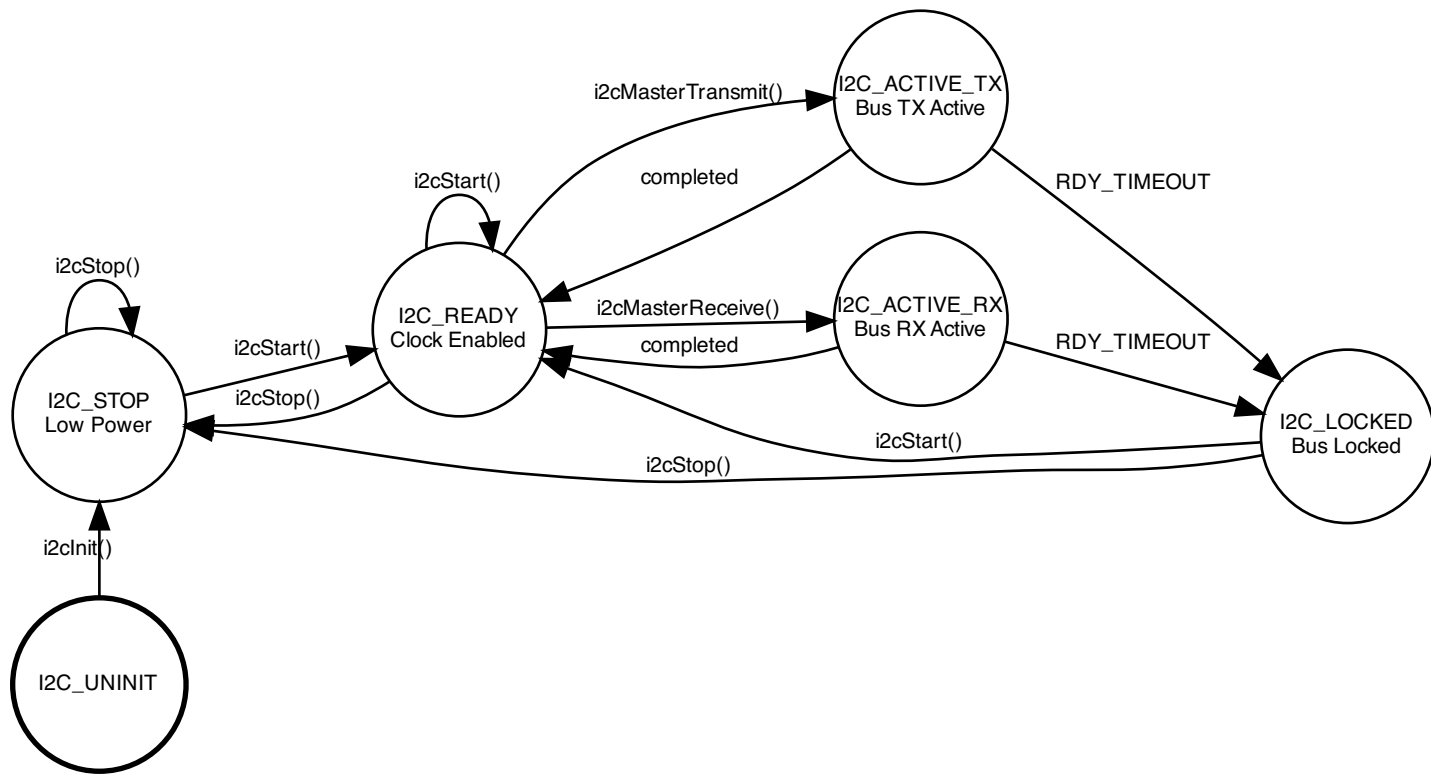 I2C_ACTIVE_TX
Bus TX Active
i2cMasterTransmit()
completed
RDY_TIMEOUT
i2cStart()
i2cStop()
I2C_READY
Clock Enabled
i2cMasterReceive()
I2C_ACTIVE_RX
Bus RX Active
i2cStart()
completed
RDY_TIMEOUT
I2C_STOP
Low Power
i2cStop()
I2C_LOCKED
Bus Locked
i2cStart()
i2cStop()
i2cInit()
I2C_UNINIT